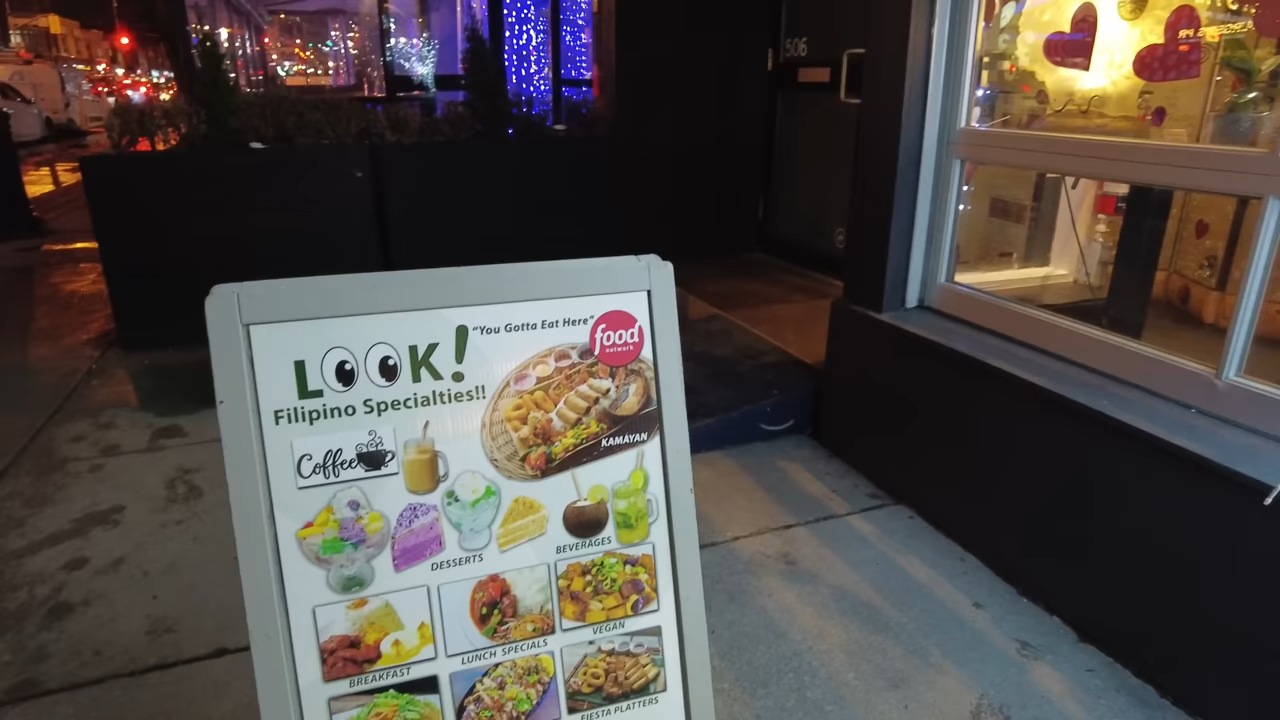 506
"You Gotta Eat Here"
food
network
LOOK!
Filipino Specialties!!
KAMAYAN
Coffee
DESSERTS
BEVERAGES
BREAKFAST
LUNCH SPECIALS
VEGAN
FIESTA PLATTERS